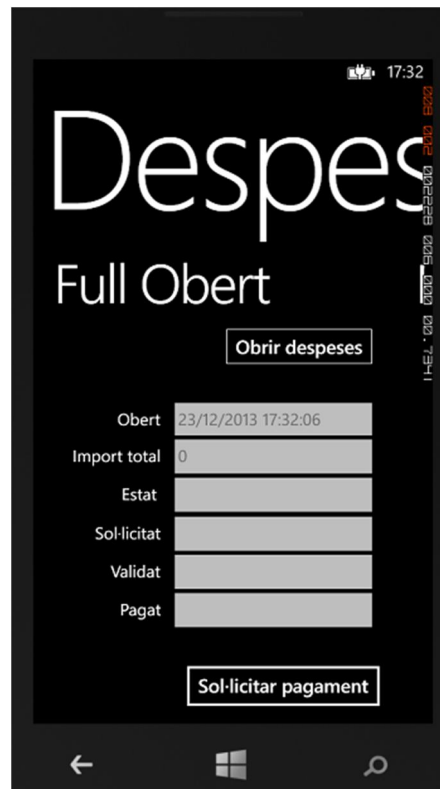 17:32
Despes
Full Obert
Obrir despeses
Obert 23/12/2013 17:32:06
Import total 0
Estat
Sol·licitat
Validat
Pagat
Sol·licitar pagament